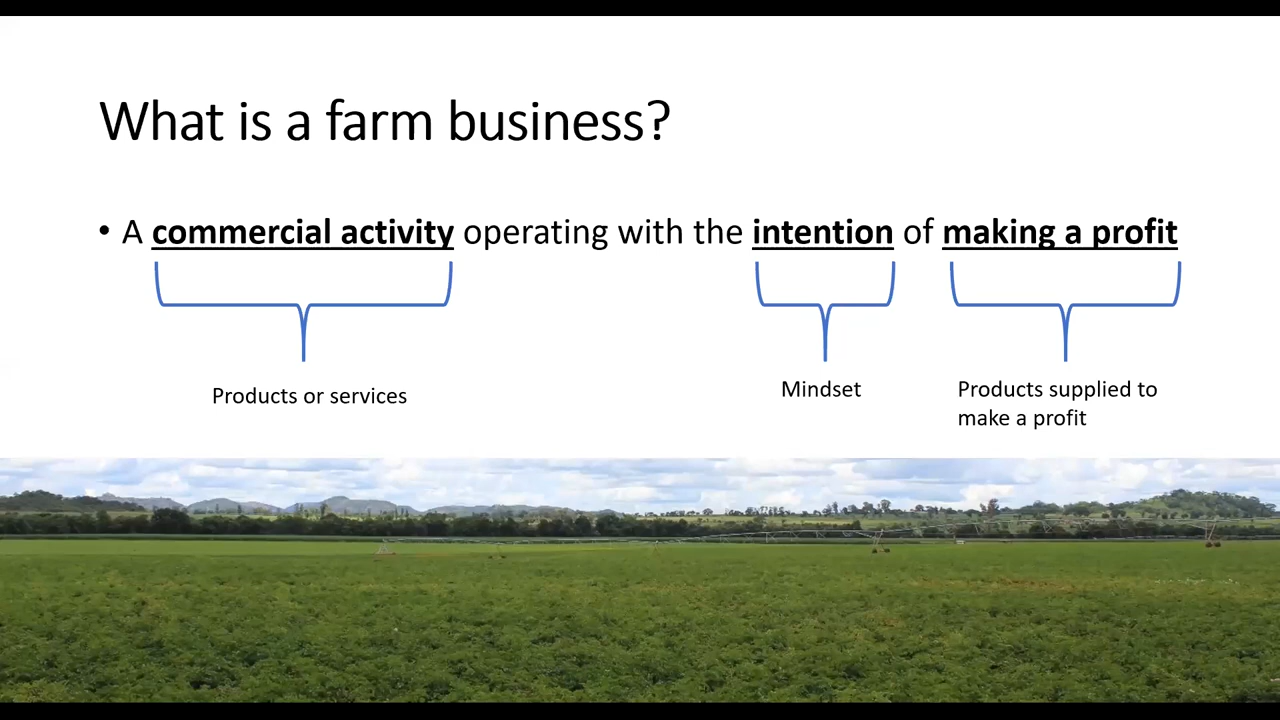 What is a farm business?
• A commercial activity operating with the intention of making a profit
Products or services
Mindset
Products supplied to
make a profit